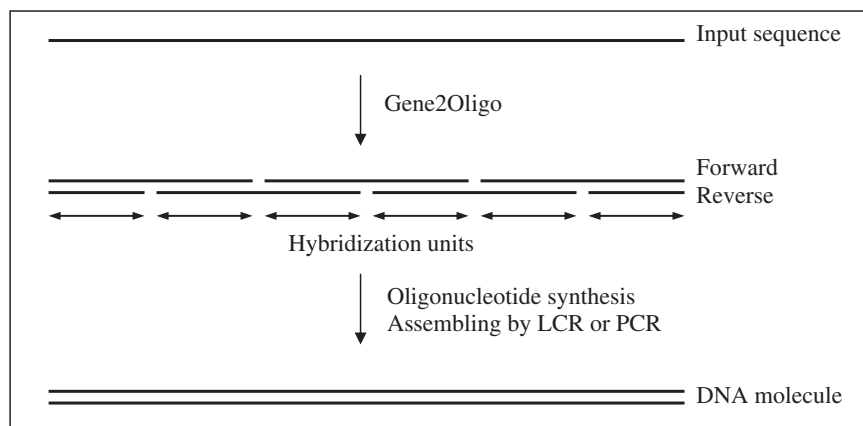 Input sequence
Gene2Oligo
Forward
Reverse
Hybridization units
Oligonucleotide synthesis
Assembling by LCR or PCR
DNA molecule